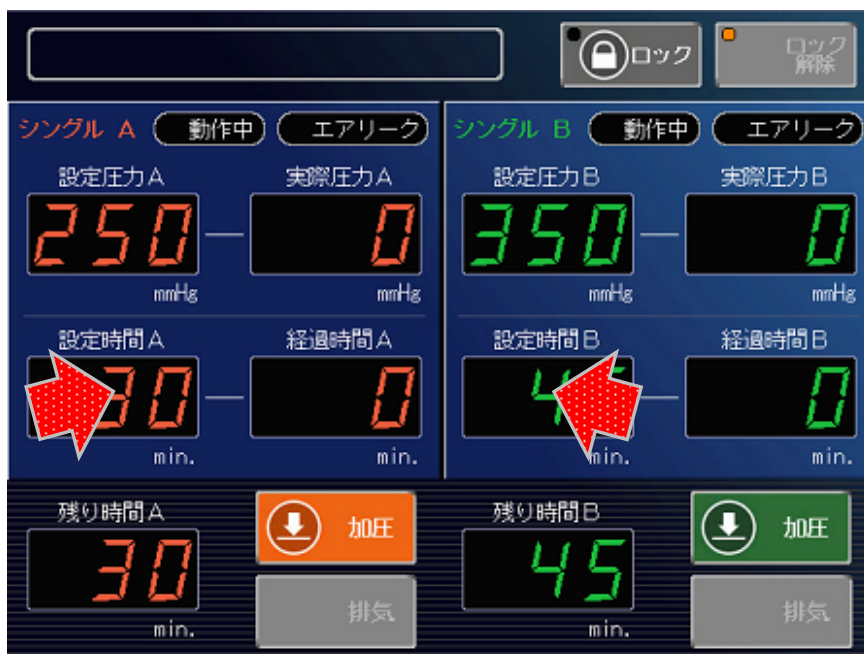 ロック
ロック
解除
シングル A 動作中 エアリーク
シングル B 動作中 エアリーク
設定圧力A 実際圧力A
設定圧力B 実際圧力B
250 0
350 0
mmHg mmHg
mmHg mmHg
設定時間A 経過時間A
設定時間B 経過時間B
30 0
45 0
min. min.
min. min.
残り時間A
加圧
残り時間B
加圧
30
排気
45
排気
min.
min.